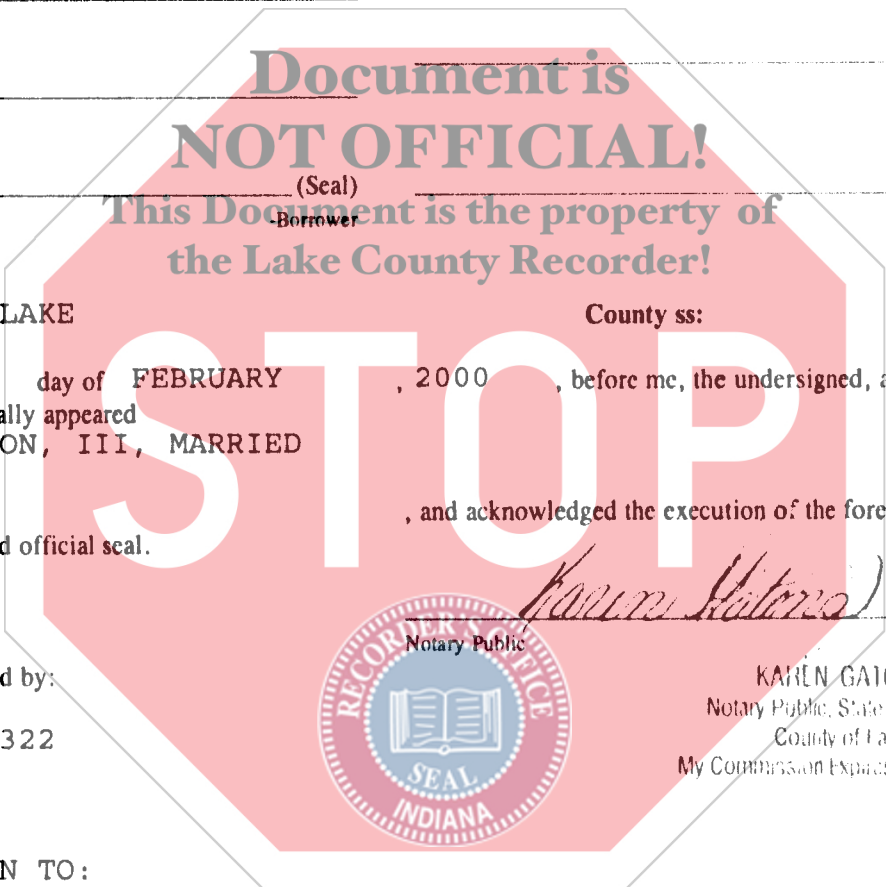 Document is
NOT OFFICIAL!
(Seal)
This Document is the property of
-Borrower
the Lake County Recorder!
LAKE County ss:
STOP
day of FEBRUARY , 2000 , before me, the undersigned, a
ally appeared
ON, III, MARRIED
, and acknowledged the execution of the fore
d official seal.
Karen
Notary Public
RECORDER'S OFFICE
SEAL
INDIANA
d by:
KAREN GATO
Notary Public, State
322
County of La
My Commission Expires
N TO: